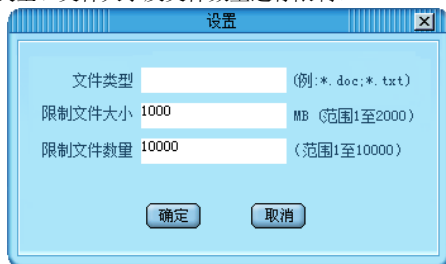 设置
文件类型 (例:*.doc;*.txt)
限制文件大小 1000 MB (范围1至2000)
限制文件数量 10000 (范围1至10000)
确定 取消